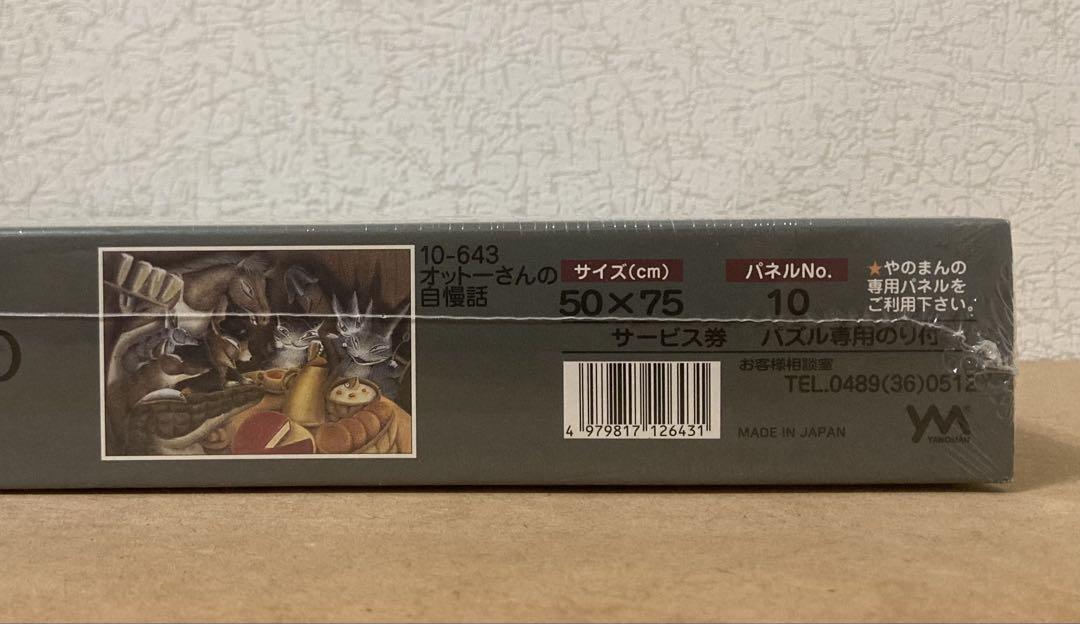 10-643
オットーさんの
自慢話
サイズ(cm)
50×75
パネルNo.
10
★やのまんの
専用パネルを
ご利用下さい。
サービス券 パズル専用のり付
お客様相談室
TEL.0489(36)0512
4 979817 126431
MADE IN JAPAN
YM
YANOMAN